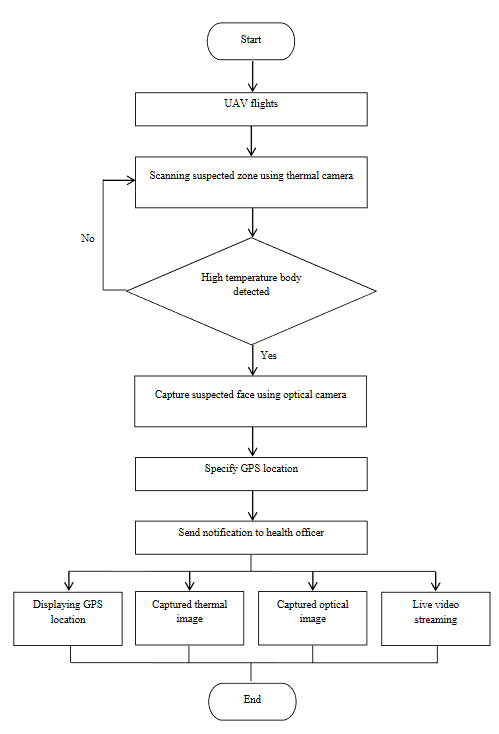 Start
UAV flights
Scanning suspected zone using thermal camera
No
High temperature body
detected
Yes
Capture suspected face using optical camera
Specify GPS location
Send notification to health officer
Displaying GPS
location
Captured thermal
image
Captured optical
image
Live video
streaming
End